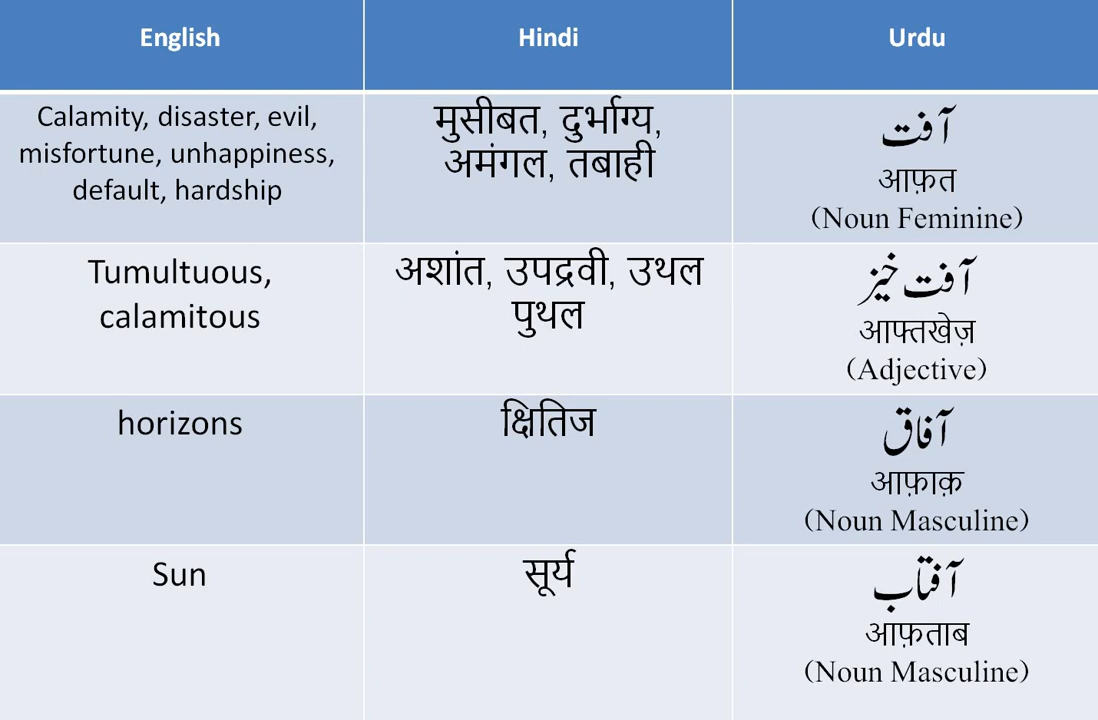 English
Hindi
Urdu
Calamity, disaster, evil,
misfortune, unhappiness,
default, hardship
मुसीबत, दुर्भाग्य,
अमंगल, तबाही
آفت
आफ़त
(Noun Feminine)
Tumultuous,
calamitous
अशांत, उपद्रवी, उथल
पुथल
آفت خیز
आफ्तखेज़
(Adjective)
horizons
क्षितिज
آفاق
आफ़ाक़
(Noun Masculine)
Sun
सूर्य
آفتاب
आफ़ताब
(Noun Masculine)